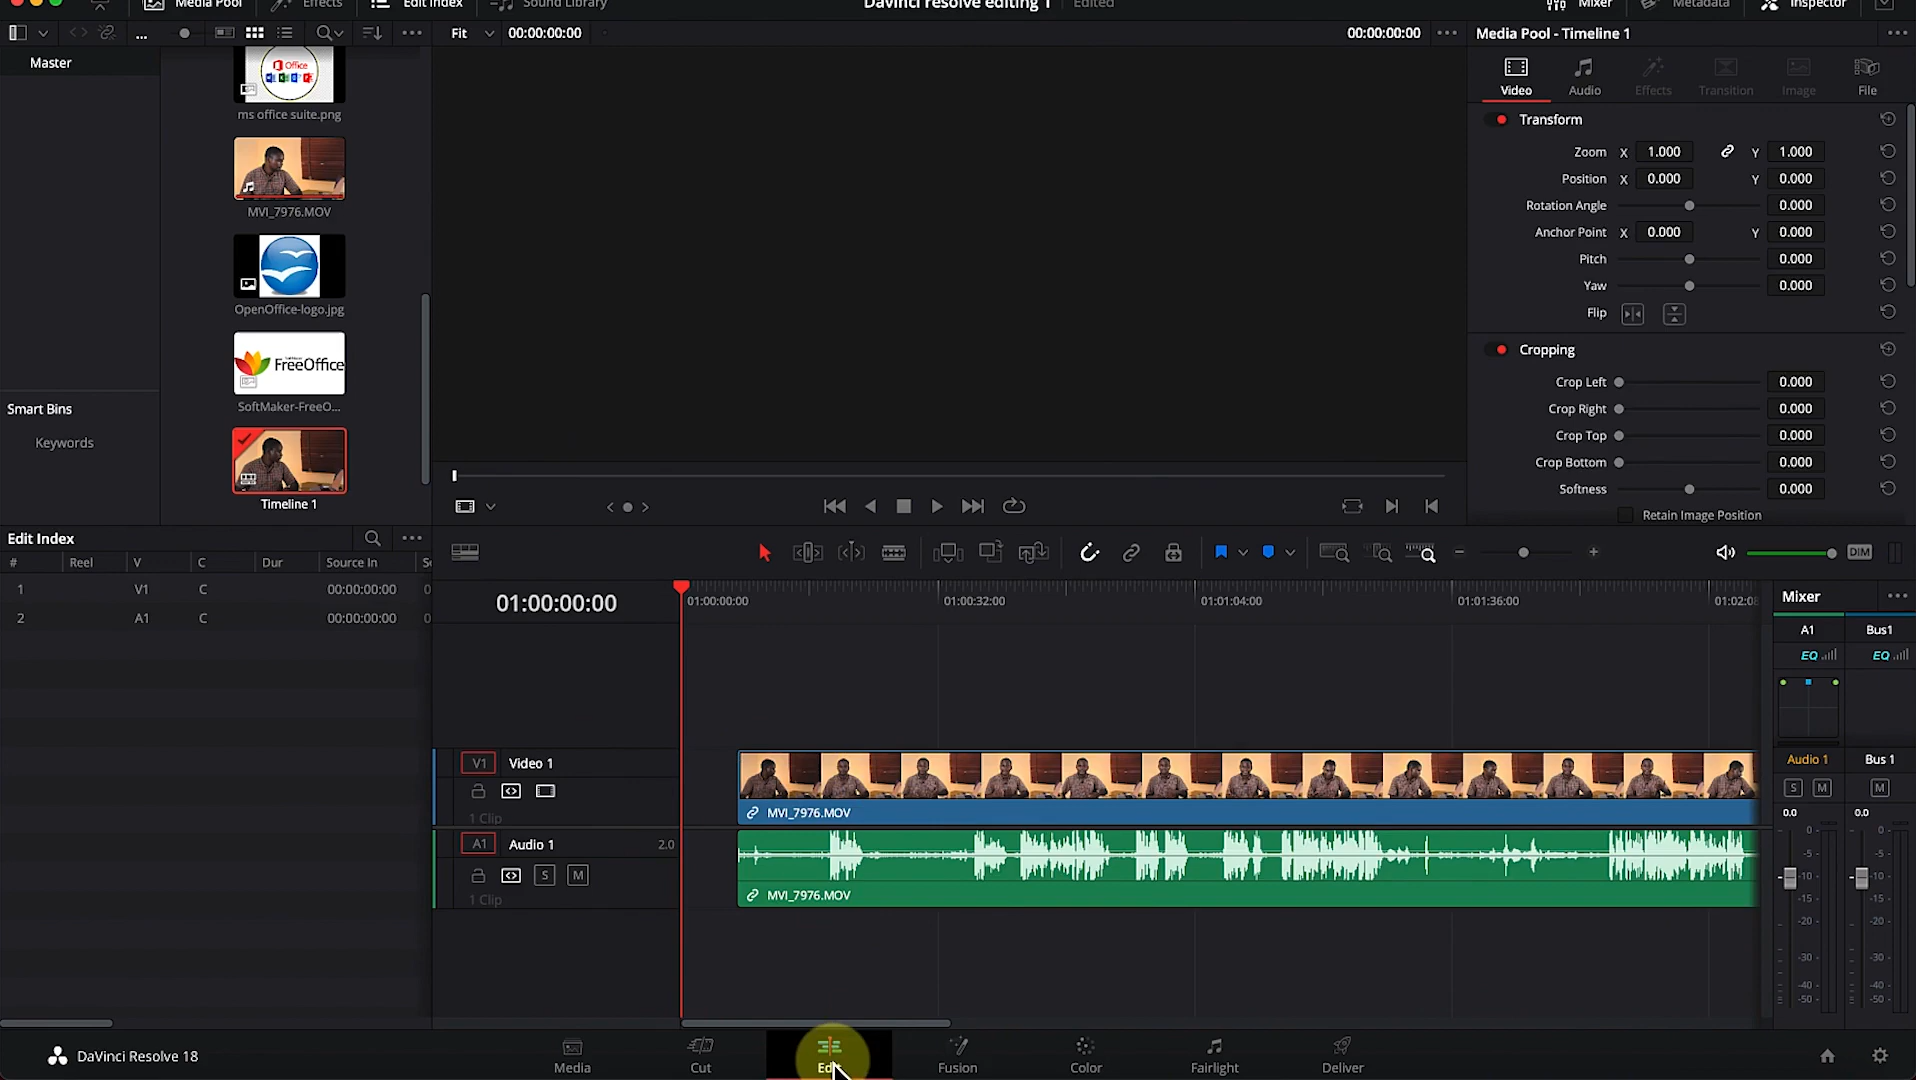 Media Pool
Effects
Edit Index
Sound Library
DaVinci resolve editing 1
Edited
Mixer
Metadata
Inspector
...
Fit
00:00:00:00
00:00:00:00
Media Pool - Timeline 1
Master
Office
ms office suite.png
MVI_7976.MOV
OpenOffice-logo.jpg
FreeOffice
SoftMaker-FreeO...
Timeline 1
Smart Bins
Keywords
Video
Audio
Effects
Transition
Image
File
Transform
Zoom X 1.000 Y 1.000
Position X 0.000 Y 0.000
Rotation Angle 0.000
Anchor Point X 0.000 Y 0.000
Pitch 0.000
Yaw 0.000
Flip
Cropping
Crop Left 0.000
Crop Right 0.000
Crop Top 0.000
Crop Bottom 0.000
Softness 0.000
Retain Image Position
Edit Index
# Reel V C Dur Source In
1 V1 C 00:00:00:00 0
2 A1 C 00:00:00:00 0
DIM
01:00:00:00
01:00:00:00
01:00:32:00
01:01:04:00
01:01:36:00
01:02:08
V1 Video 1
1 Clip
MVI_7976.MOV
A1 Audio 1 2.0
S M
1 Clip
MVI_7976.MOV
Mixer
A1 Bus1
EQ EQ
Audio 1 Bus 1
S M M
0.0 0.0
0 0
-5 -5
-10 -10
-15 -15
-20 -20
-30 -30
-40 -40
-50 -50
DaVinci Resolve 18
Media
Cut
Edit
Fusion
Color
Fairlight
Deliver